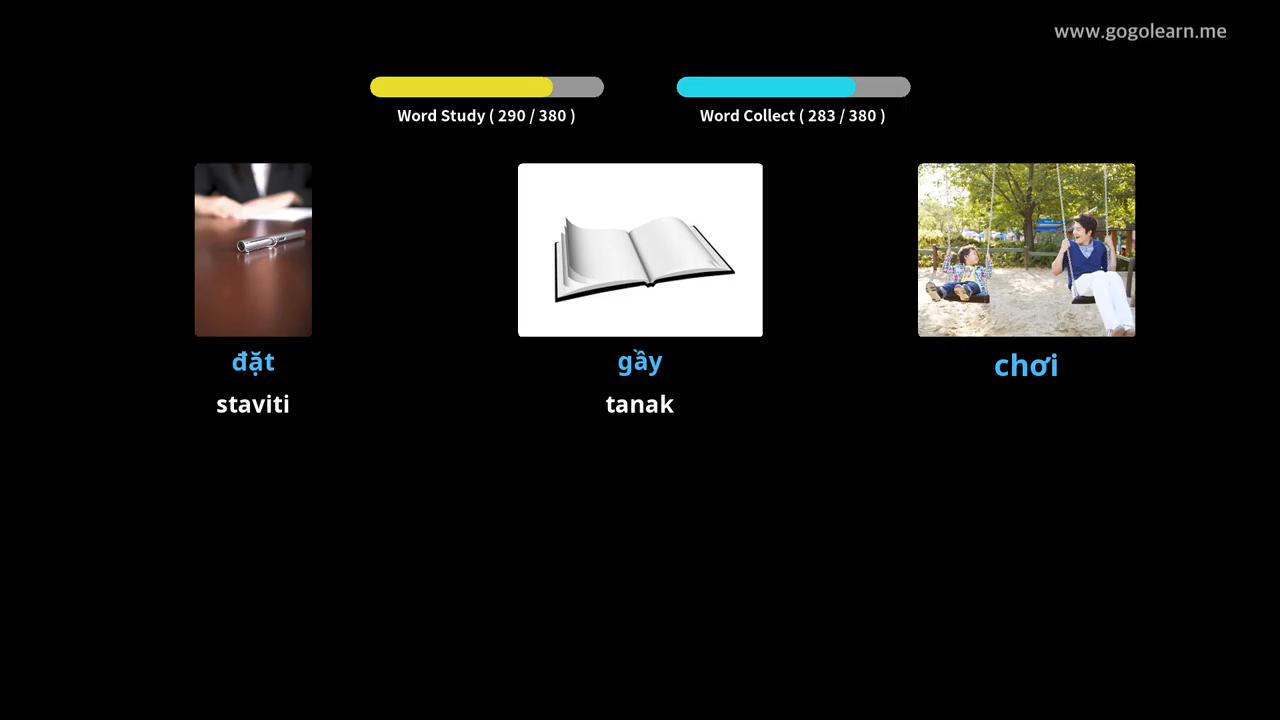 www.gogolearn.me
Word Study ( 290 / 380 )
Word Collect ( 283 / 380 )
đặt
gầy
chơi
staviti
tanak